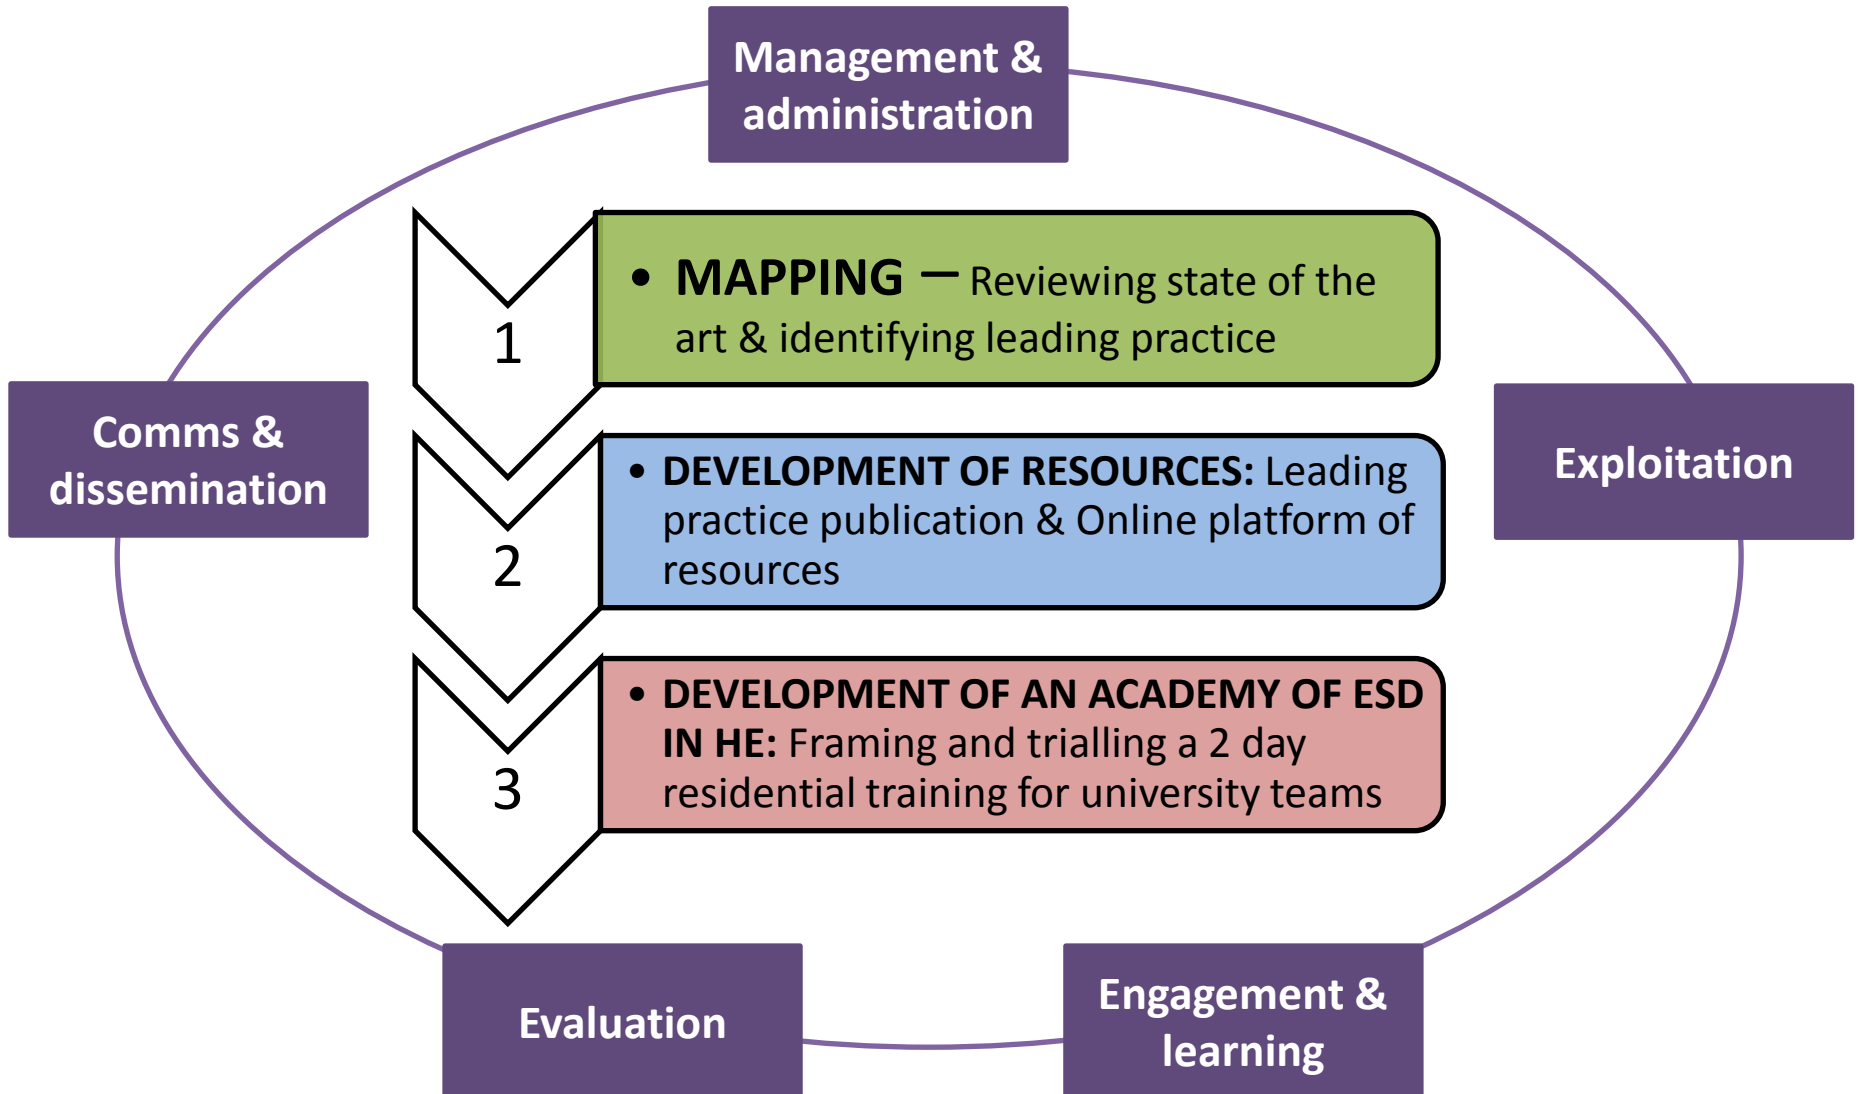 Management &
administration
1
• MAPPING – Reviewing state of the
art & identifying leading practice
Comms &
dissemination
Exploitation
2
• DEVELOPMENT OF RESOURCES: Leading
practice publication & Online platform of
resources
3
• DEVELOPMENT OF AN ACADEMY OF ESD
IN HE: Framing and trialling a 2 day
residential training for university teams
Evaluation
Engagement &
learning